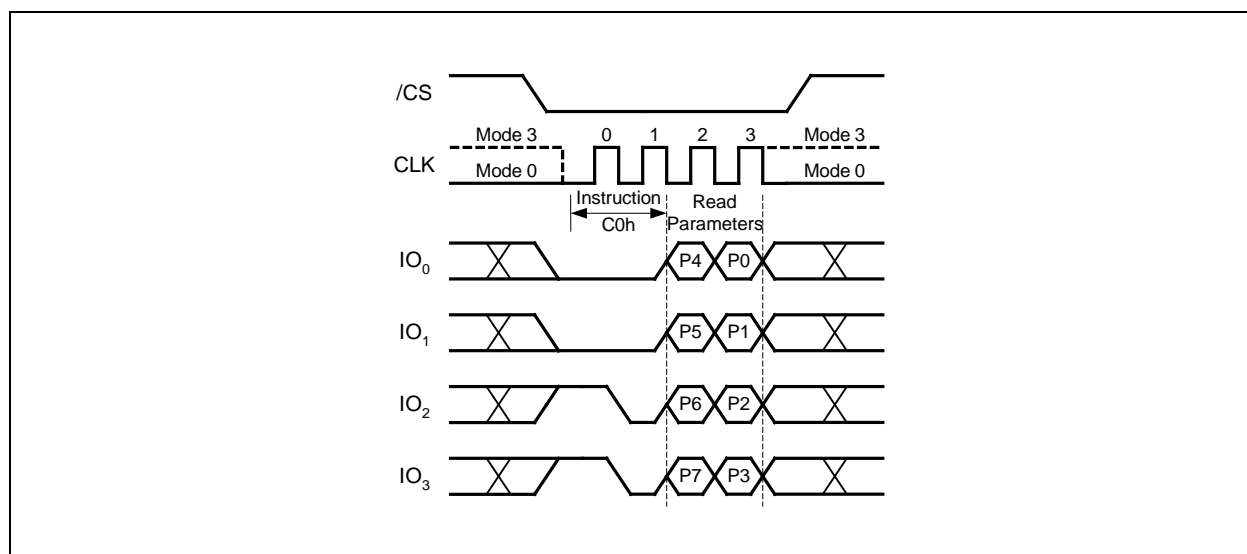 /CS
Mode 3 0 1 2 3 Mode 3
CLK
Mode 0 Mode 0
Instruction Read
C0h Parameters
IO0 P4 P0
IO1 P5 P1
IO2 P6 P2
IO3 P7 P3